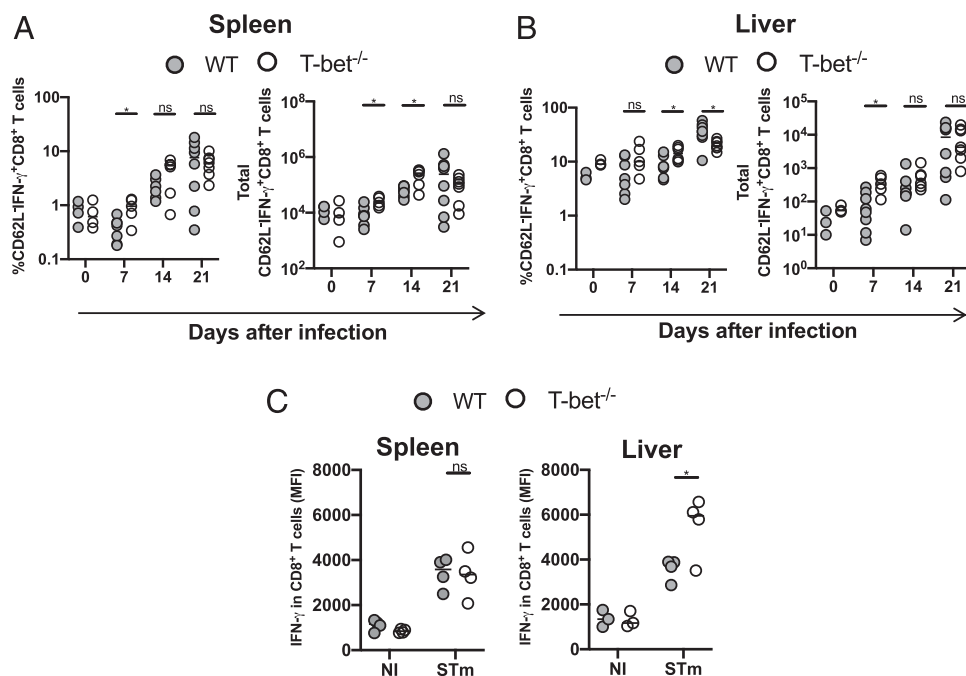 A
Spleen
WT T-bet-/-
%CD62L-IFN-γ+CD8+ T cells
100
10
1
0.1
* ns ns
0 7 14 21
Total
CD62L-IFN-γ+CD8+ T cells
10^8
10^6
10^4
10^2
* * ns
0 7 14 21
Days after infection
B
Liver
WT T-bet-/-
%CD62L-IFN-γ+CD8+ T cells
100
10
1
0.1
ns * *
0 7 14 21
Total
CD62L-IFN-γ+CD8+ T cells
10^5
10^4
10^3
10^2
10^1
10^0
* ns ns
0 7 14 21
Days after infection
C
WT T-bet-/-
Spleen
IFN-γ in CD8+ T cells (MFI)
8000
6000
4000
2000
0
ns
NI STm
Liver
IFN-γ in CD8+ T cells (MFI)
8000
6000
4000
2000
0
*
NI STm